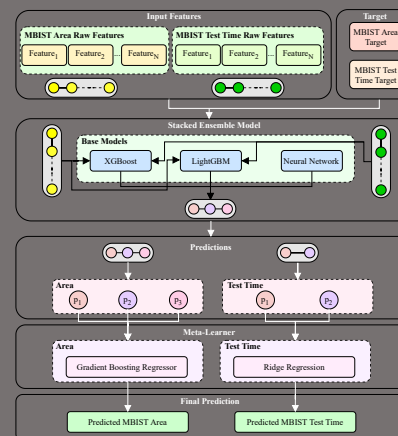 Input Features
Target
MBIST Area Raw Features
MBIST Test Time Raw Features
Feature1 Feature2 ... FeatureN
Feature1 Feature2 ... FeatureN
MBIST Area
Target
MBIST Test
Time Target
Stacked Ensemble Model
Base Models
XGBoost
LightGBM
Neural Network
Predictions
Area
Test Time
p1
p2
p3
p1
p2
Meta-Learner
Area
Test Time
Gradient Boosting Regressor
Ridge Regression
Final Prediction
Predicted MBIST Area
Predicted MBIST Test Time